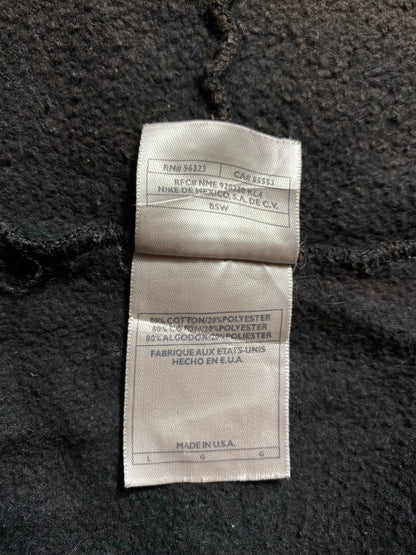 RN# 56323 CA# 85553
RFC# NME 920220 KL4
NIKE DE MEXICO, S.A. DE C.V.
BSW
80% COTTON/20% POLYESTER
80% COTON/20% POLYESTER
80% ALGODON/20% POLIESTER
FABRIQUE AUX ETATS-UNIS
HECHO EN E.U.A.
MADE IN U.S.A.
L G G